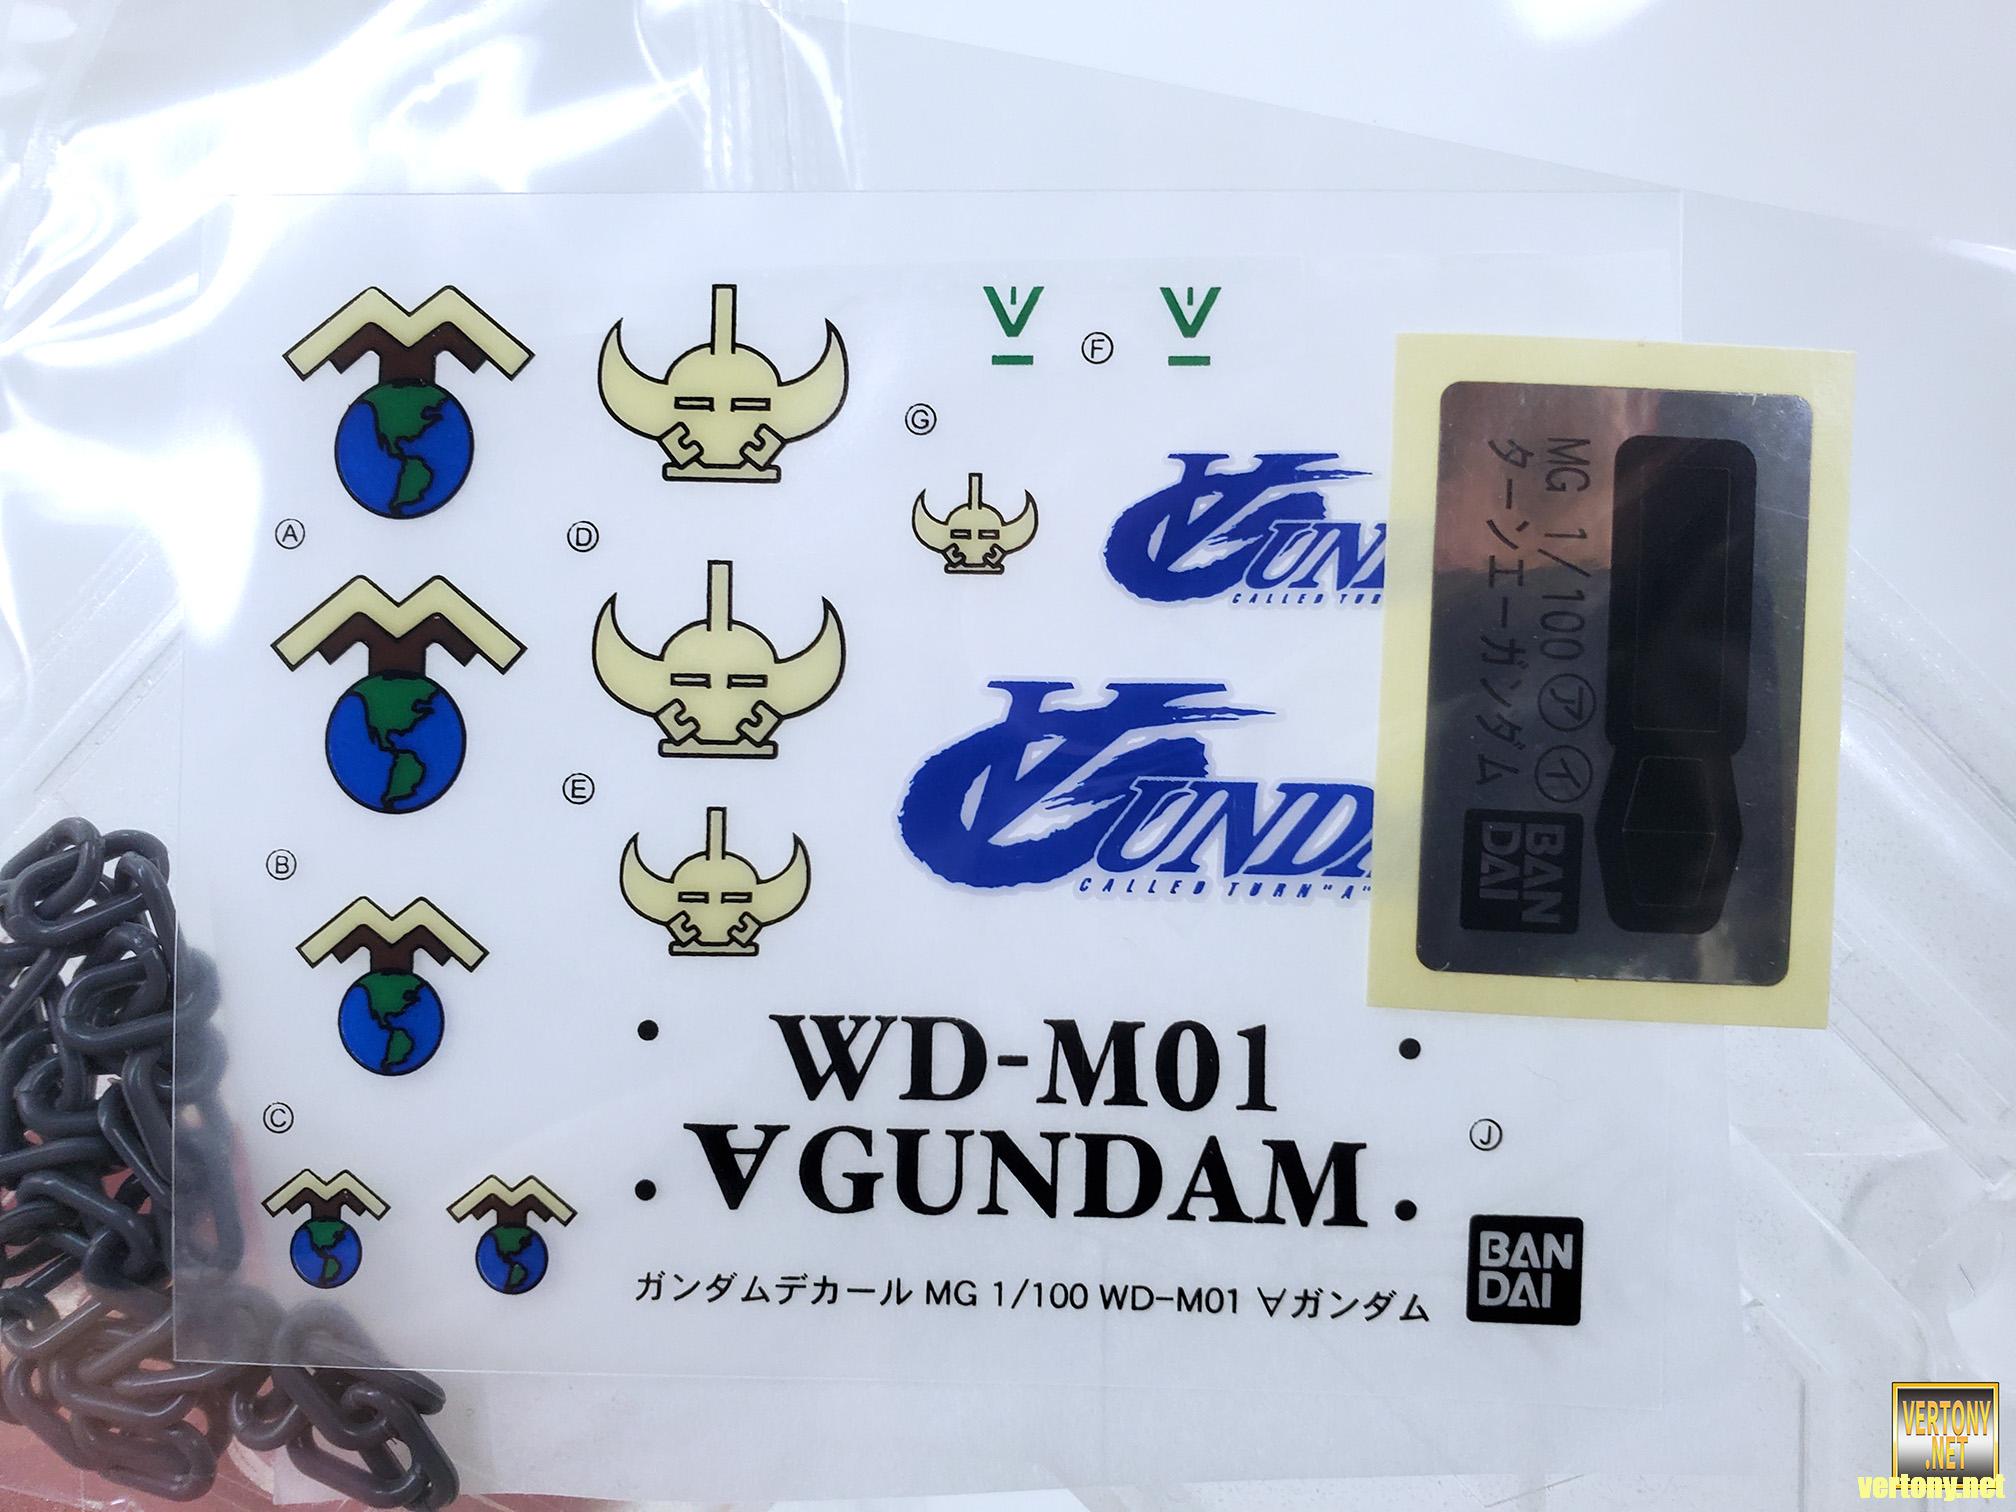 Ⓕ
Ⓖ
Ⓐ
Ⓓ
∀GUNDAM
CALLED TURN "A"
Ⓔ
Ⓑ
Ⓒ
WD-M01
∀GUNDAM
Ⓙ
ガンダムデカール MG 1/100 WD-M01 ∀ガンダム
BAN
DAI
MG 1/100 ㋐ ㋑
ターンエーガンダム
BAN
DAI
VERTONY
.NET
vertony.net